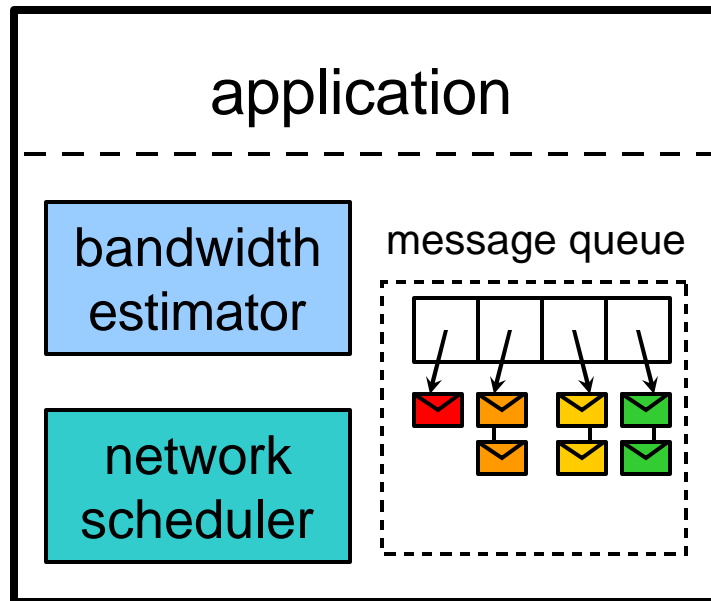 application
bandwidth
estimator
message queue
network
scheduler